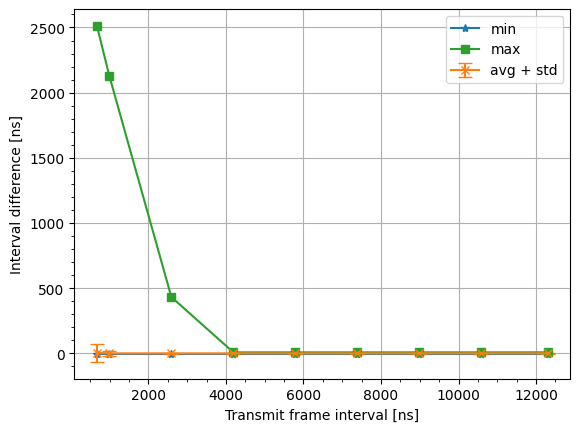 2500
2000
1500
1000
500
0
Interval difference [ns]
min
max
avg + std
2000 4000 6000 8000 10000 12000
Transmit frame interval [ns]